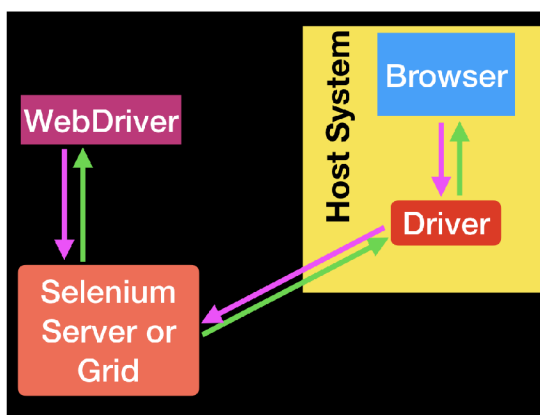 WebDriver
Selenium
Server or
Grid
Host System
Browser
Driver